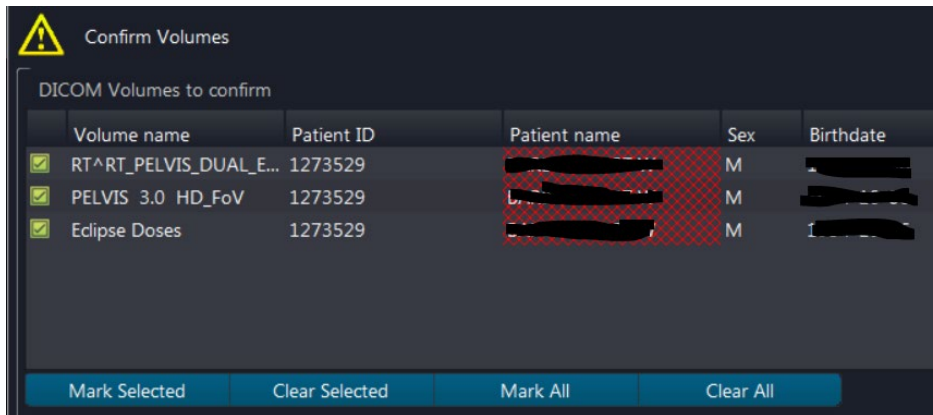 Confirm Volumes
DICOM Volumes to confirm
Volume name Patient ID Patient name Sex Birthdate
RT^RT_PELVIS_DUAL_E... 1273529 M
PELVIS 3.0 HD_FoV 1273529 M
Eclipse Doses 1273529 M
Mark Selected Clear Selected Mark All Clear All